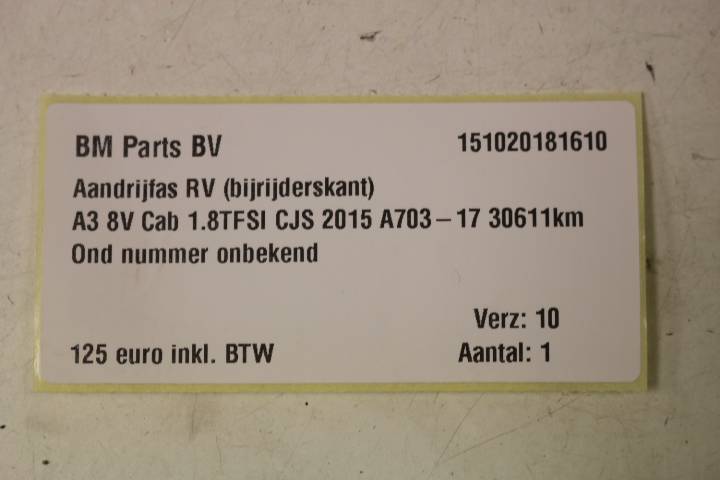 BM Parts BV 151020181610
Aandrijfas RV (bijrijderskant)
A3 8V Cab 1.8TFSI CJS 2015 A703-17 30611km
Ond nummer onbekend
Verz: 10
125 euro inkl. BTW Aantal: 1